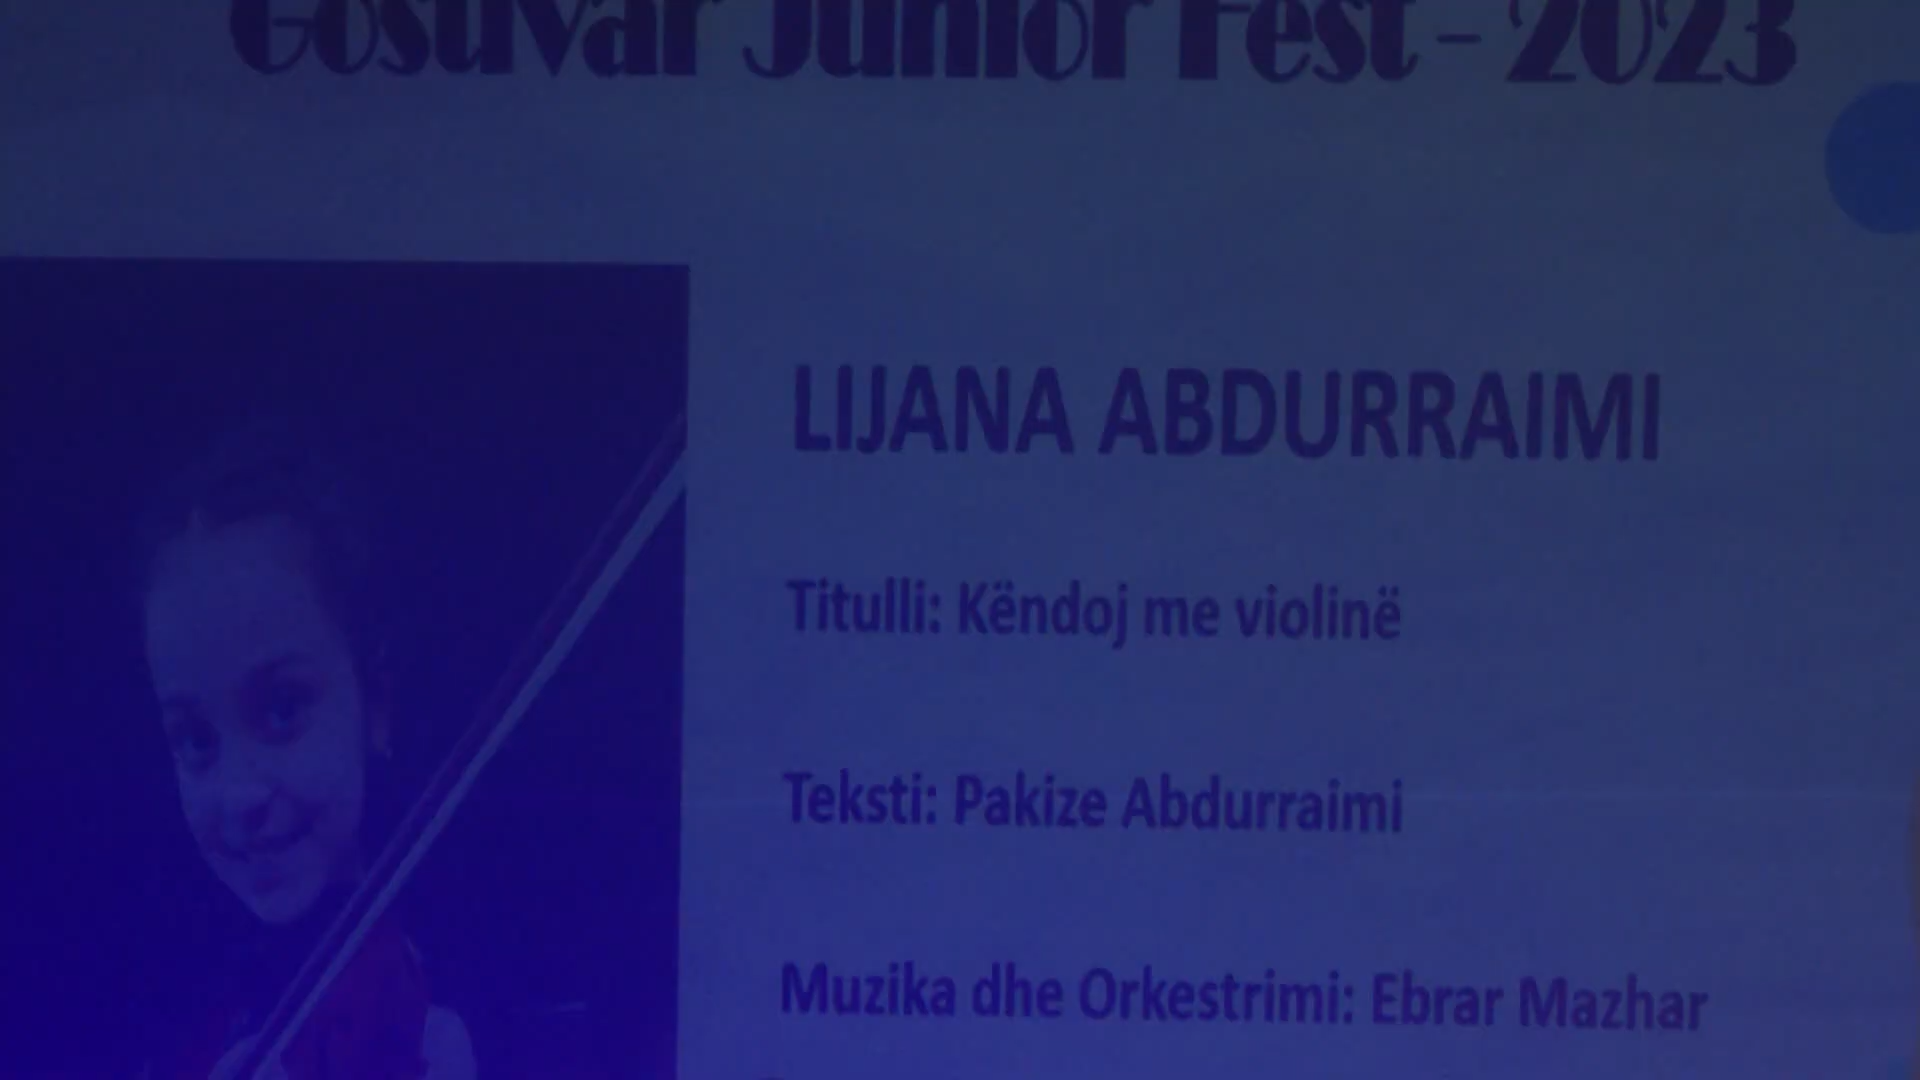 Gostivar Junior Fest - 2023
LIJANA ABDURRAIMI
Titulli: Këndoj me violinë
Teksti: Pakize Abdurraimi
Muzika dhe Orkestrimi: Ebrar Mazhar